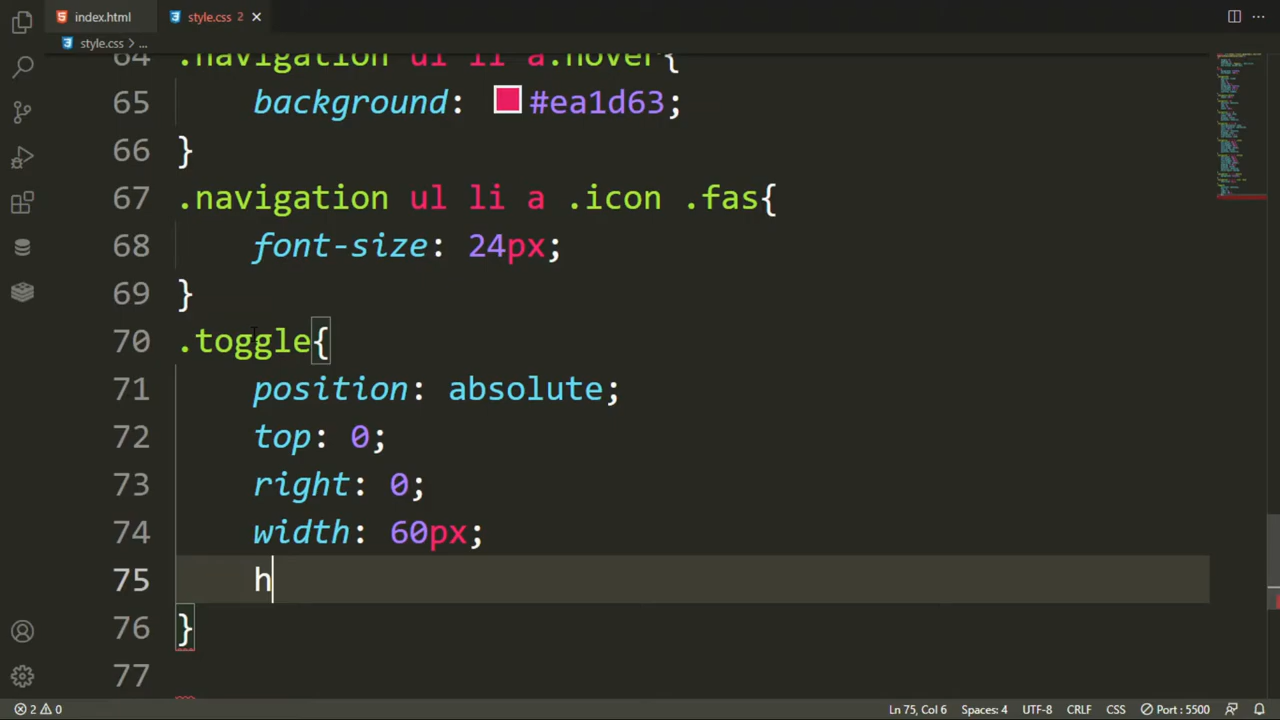 index.html
style.css 2
style.css > ...
64 .navigation ul li a.hover{
65 background: #ea1d63;
66 }
67 .navigation ul li a .icon .fas{
68 font-size: 24px;
69 }
70 .toggle{
71 position: absolute;
72 top: 0;
73 right: 0;
74 width: 60px;
75 h
76 }
77
2 0 Ln 75, Col 6 Spaces: 4 UTF-8 CRLF CSS Port : 5500